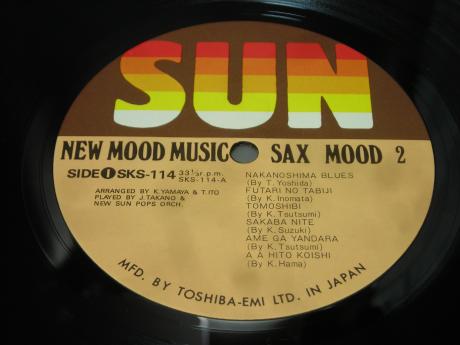 SUN
NEW MOOD MUSIC SAX MOOD 2
SIDE 1 SKS-114 33⅓r.p.m.
SKS-114-A
ARRANGED BY K.YAMAYA & T.ITO
PLAYED BY J.TAKANO &
NEW SUN POPS ORCH.
NAKANOSHIMA BLUES
(By T. Yoshida)
FUTARI NO TABIJI
(By K. Inomata)
TOMOSHIBI
(By K. Tsutsumi)
SAKABA NITE
(By K. Suzuki)
AME GA YANDARA
(By K. Tsutsumi)
A A HITO KOISHI
(By K. Hama)
MFD. BY TOSHIBA-EMI LTD. IN JAPAN